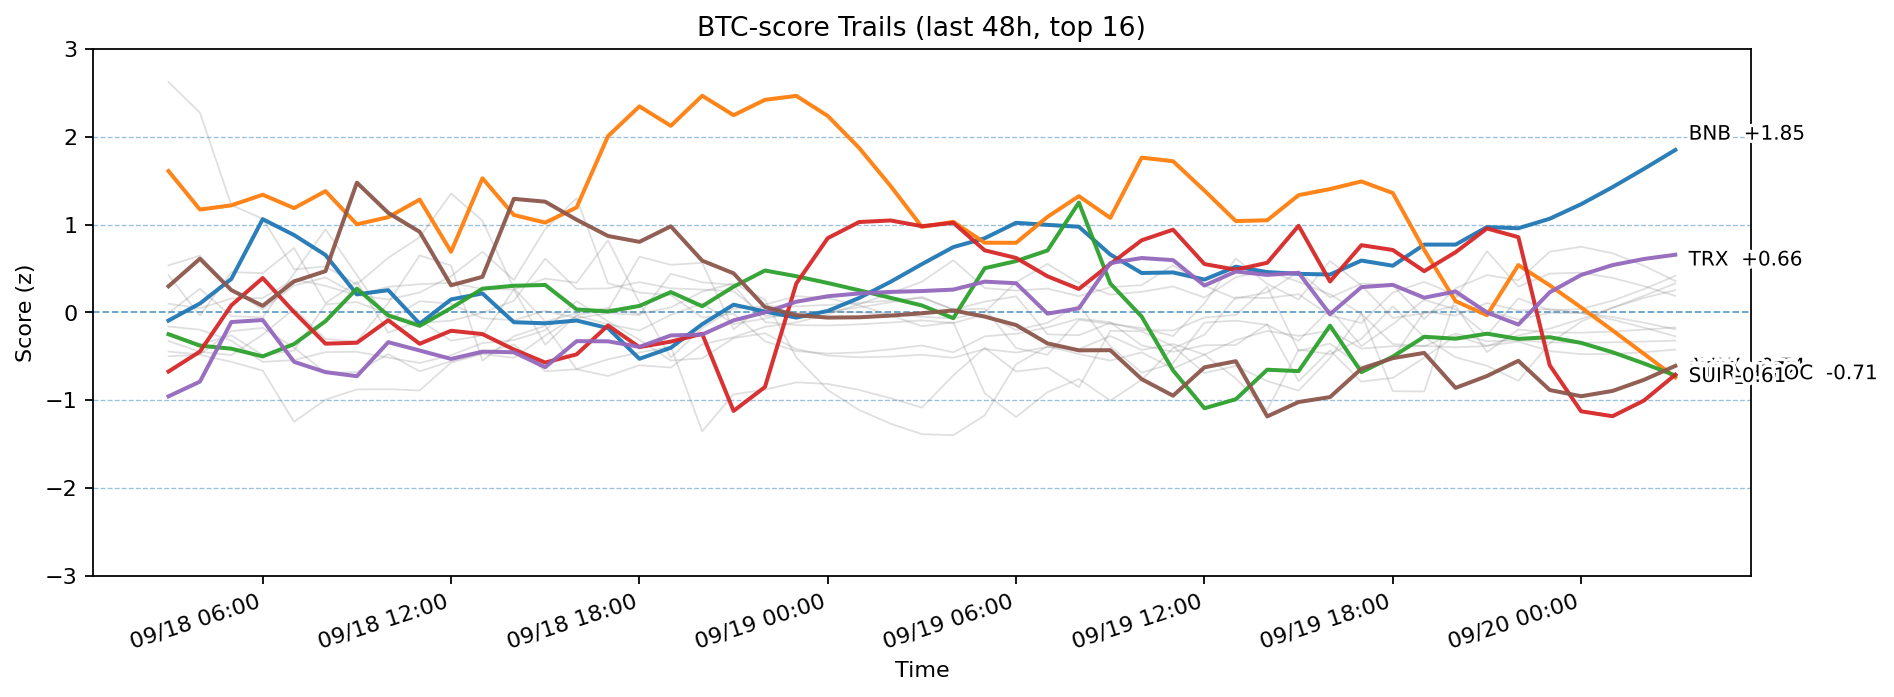 BTC-score Trails (last 48h, top 16)
3
2
1
0
−1
−2
−3
Score (z)
BNB +1.85
TRX +0.66
SUI -0.61
-0.71
09/18 06:00
09/18 12:00
09/18 18:00
09/19 00:00
09/19 06:00
09/19 12:00
09/19 18:00
09/20 00:00
Time